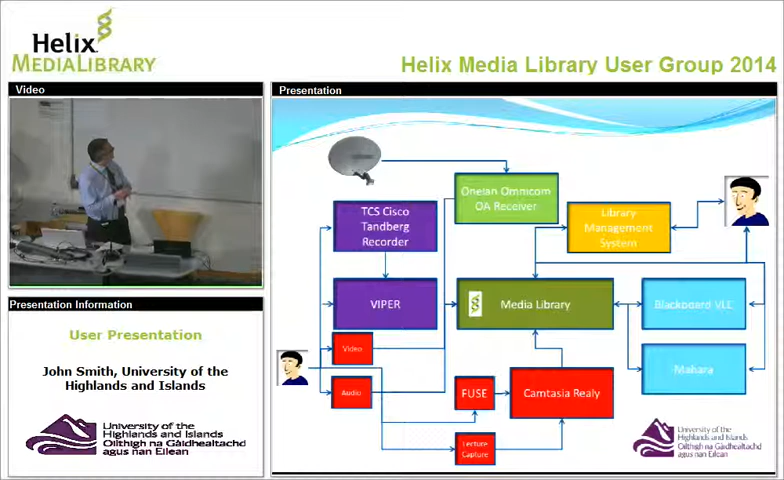 Helix
MEDIALIBRARY
Helix Media Library User Group 2014
Video
Presentation
Onelan Omnicom
OA Receiver
TCS Cisco
Tandberg
Recorder
Library
Management
System
VIPER
Media Library
Blackboard VLE
Video
Mahara
Audio
FUSE
Camtasia Realy
Lecture
Capture
University of the
Highlands and Islands
Oilthigh na Gàidhealtachd
agus nan Eilean
Presentation Information
User Presentation
John Smith, University of the
Highlands and Islands
University of the
Highlands and Islands
Oilthigh na Gàidhealtachd
agus nan Eilean